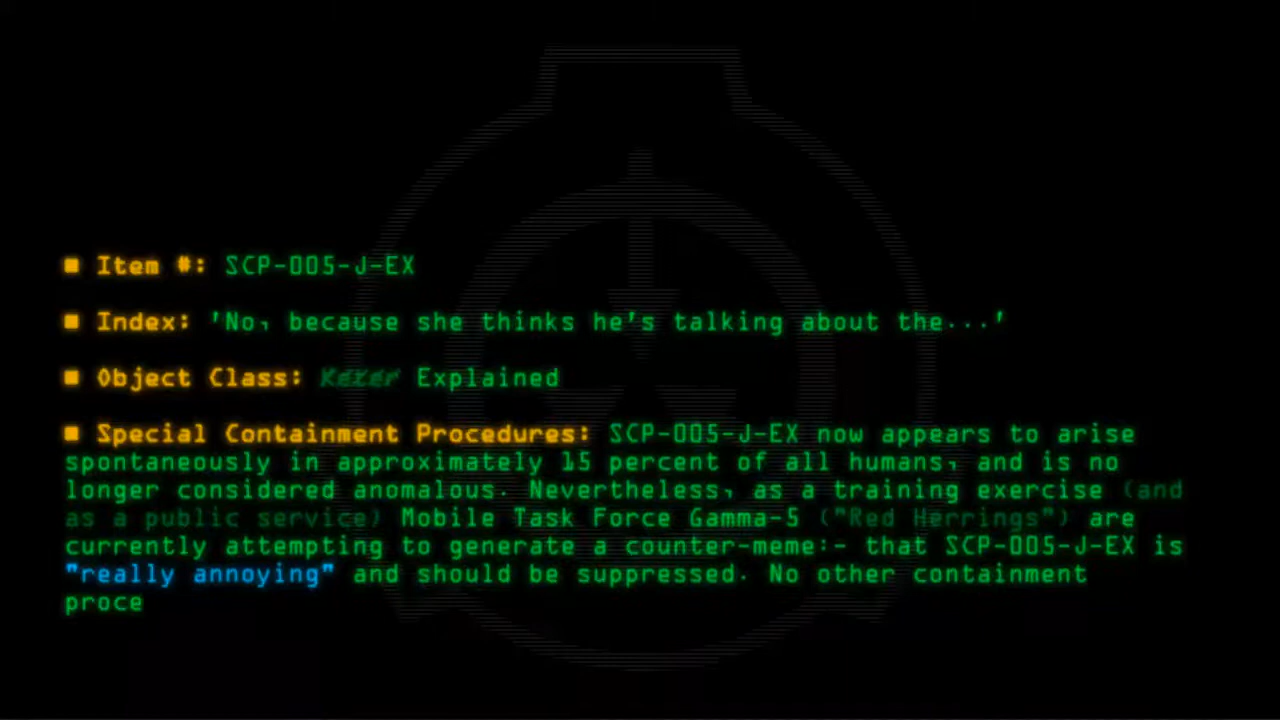 ■ Item #: SCP-005-J-EX
■ Index: 'No, because she thinks he's talking about the...'
■ Object Class: Keter Explained
■ Special Containment Procedures: SCP-005-J-EX now appears to arise
spontaneously in approximately 15 percent of all humans, and is no
longer considered anomalous. Nevertheless, as a training exercise (and
as a public service) Mobile Task Force Gamma-5 ("Red Herrings") are
currently attempting to generate a counter-meme:- that SCP-005-J-EX is
"really annoying" and should be suppressed. No other containment
proce